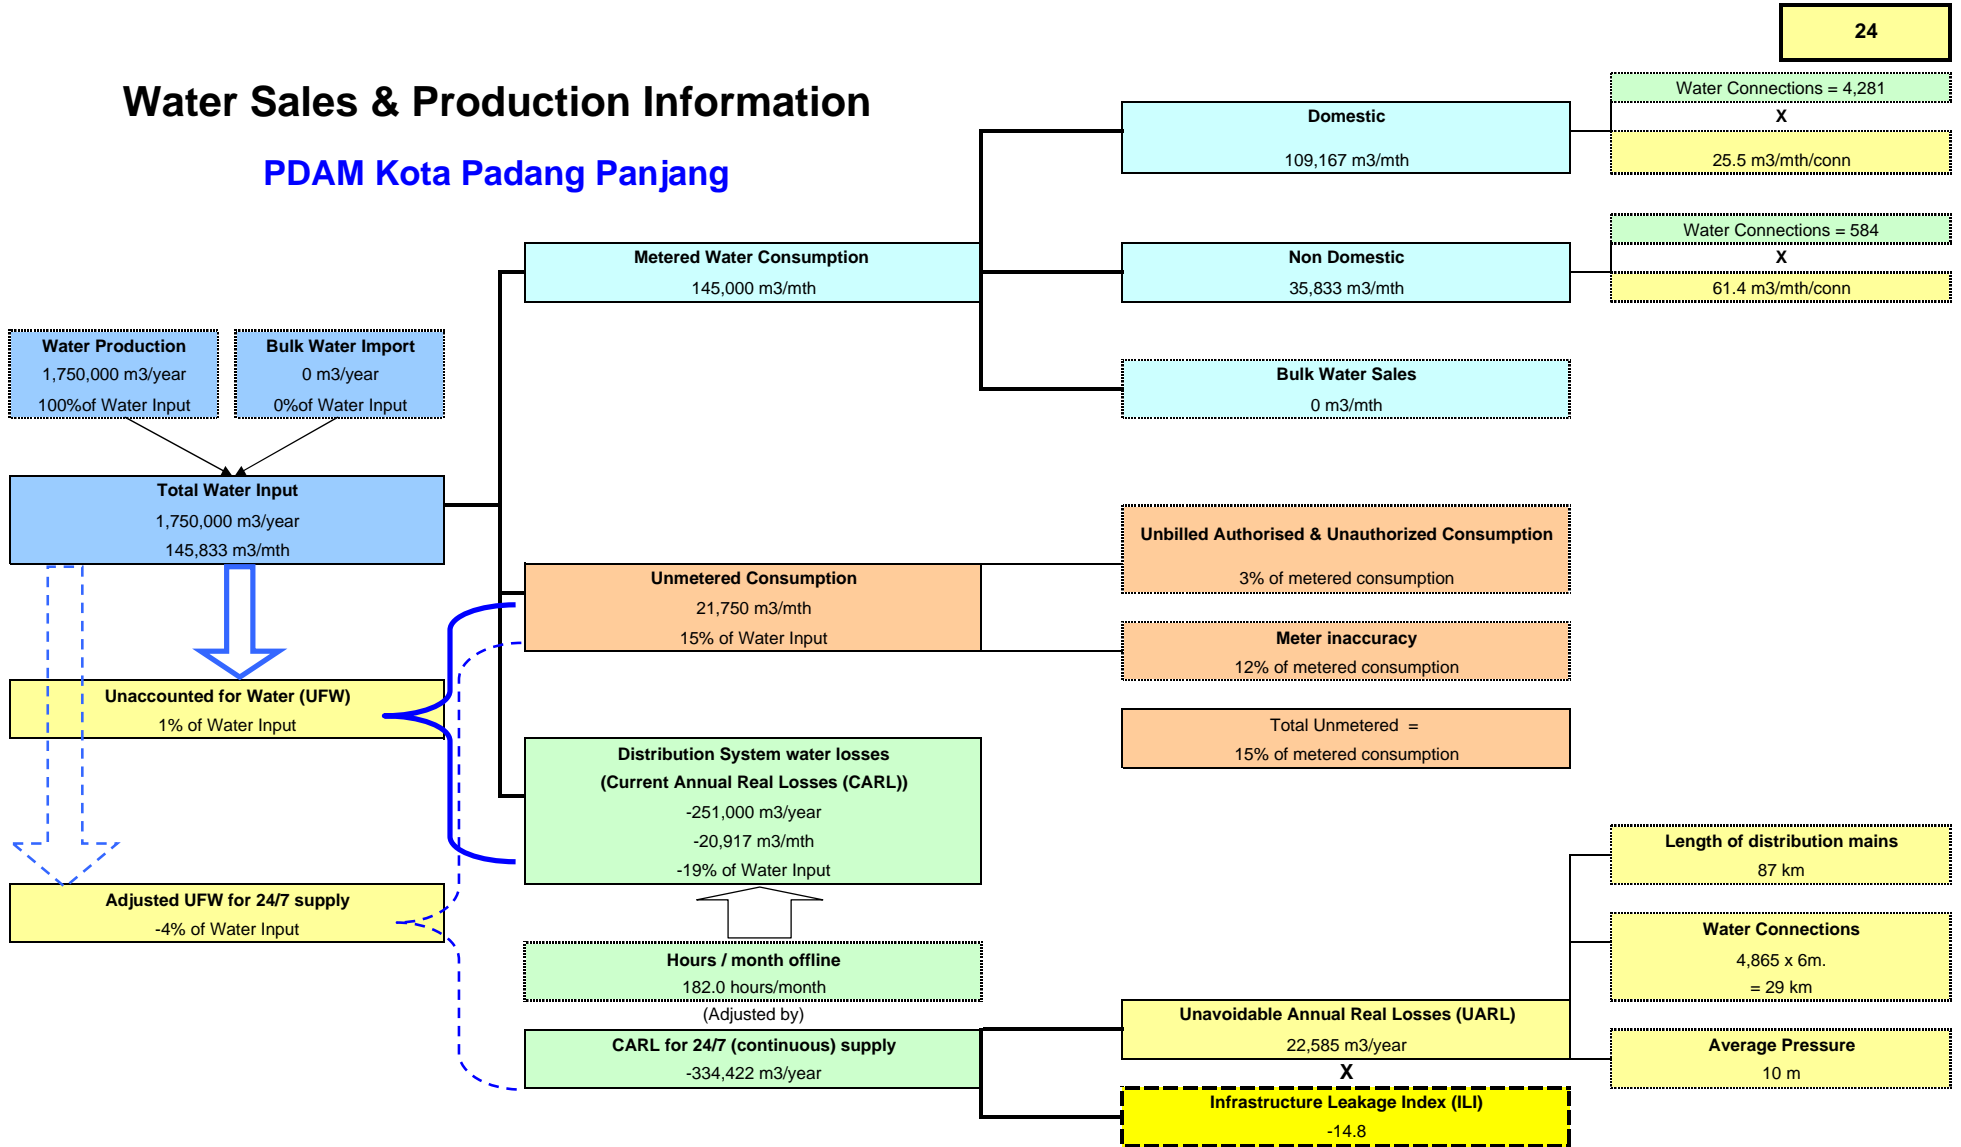 24
Water Sales & Production Information
PDAM Kota Padang Panjang
Water Connections = 4,281
X
25.5 m3/mth/conn
Domestic
109,167 m3/mth
Water Connections = 584
X
61.4 m3/mth/conn
Metered Water Consumption
145,000 m3/mth
Non Domestic
35,833 m3/mth
Water Production
1,750,000 m3/year
100%of Water Input
Bulk Water Import
0 m3/year
0%of Water Input
Bulk Water Sales
0 m3/mth
Total Water Input
1,750,000 m3/year
145,833 m3/mth
Unbilled Authorised & Unauthorized Consumption
3% of metered consumption
Unmetered Consumption
21,750 m3/mth
15% of Water Input
Meter inaccuracy
12% of metered consumption
Unaccounted for Water (UFW)
1% of Water Input
Total Unmetered =
15% of metered consumption
Distribution System water losses
(Current Annual Real Losses (CARL))
-251,000 m3/year
-20,917 m3/mth
-19% of Water Input
Length of distribution mains
87 km
Adjusted UFW for 24/7 supply
-4% of Water Input
Water Connections
4,865 x 6m.
= 29 km
Hours / month offline
182.0 hours/month
(Adjusted by)
CARL for 24/7 (continuous) supply
-334,422 m3/year
Unavoidable Annual Real Losses (UARL)
22,585 m3/year
X
Average Pressure
10 m
Infrastructure Leakage Index (ILI)
-14.8